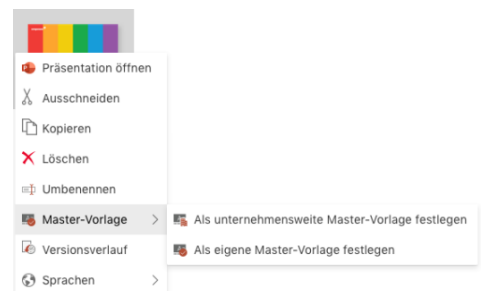 Präsentation öffnen
Ausschneiden
Kopieren
Löschen
Umbenennen
Master-Vorlage
Als unternehmensweite Master-Vorlage festlegen
Als eigene Master-Vorlage festlegen
Versionsverlauf
Sprachen